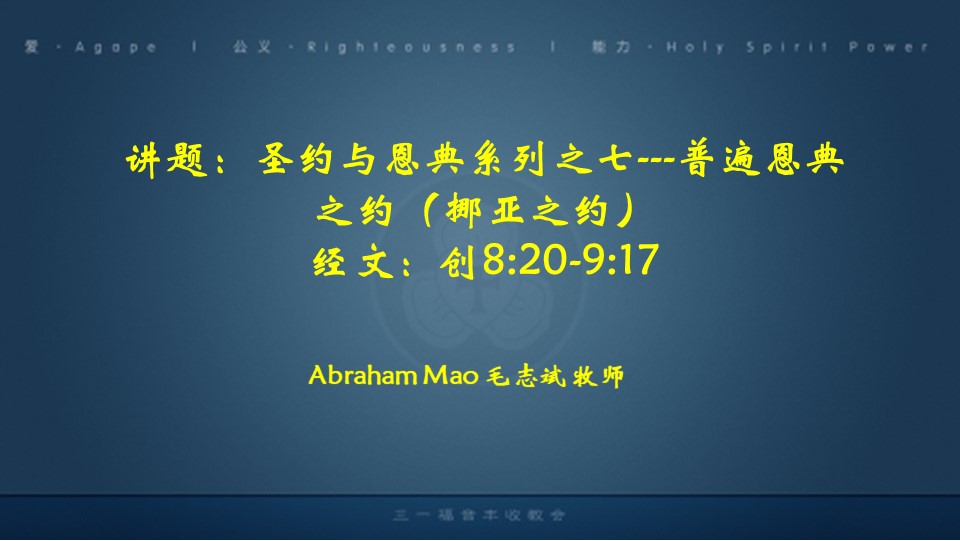 爱 · Agape | 公义 · Righteousness | 能力 · Holy Spirit Power
讲题：圣约与恩典系列之七---普遍恩典
之约（挪亚之约）
经文：创8:20-9:17
Abraham Mao 毛志斌牧师
三一福音丰收教会